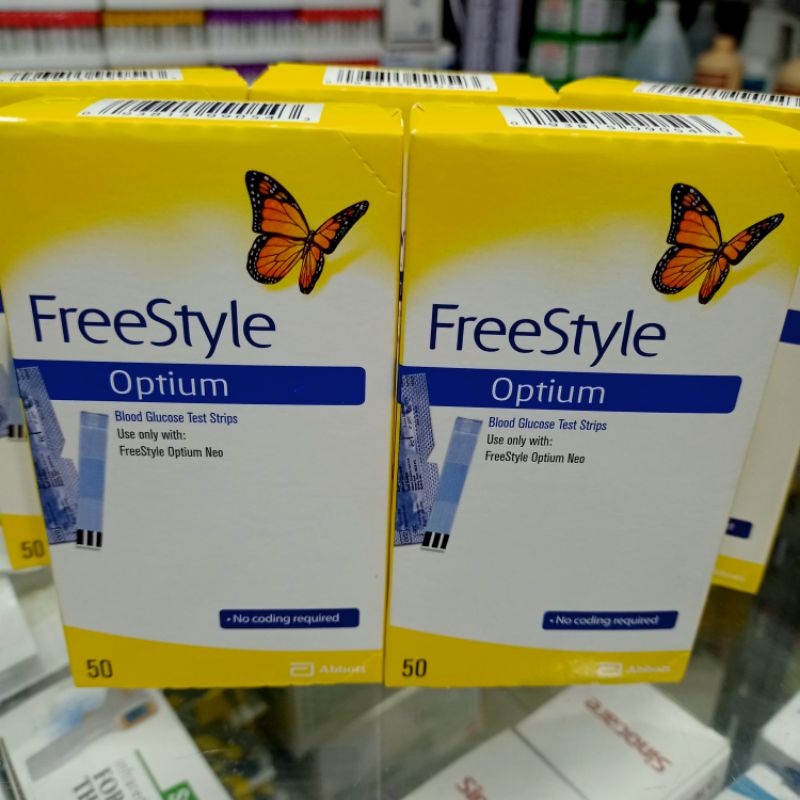 FreeStyle
Optium
Blood Glucose Test Strips
Use only with:
FreeStyle Optium Neo
• No coding required
50
Abbott
FreeStyle
Optium
Blood Glucose Test Strips
Use only with:
FreeStyle Optium Neo
• No coding required
50
Abbott
50
Sinocare